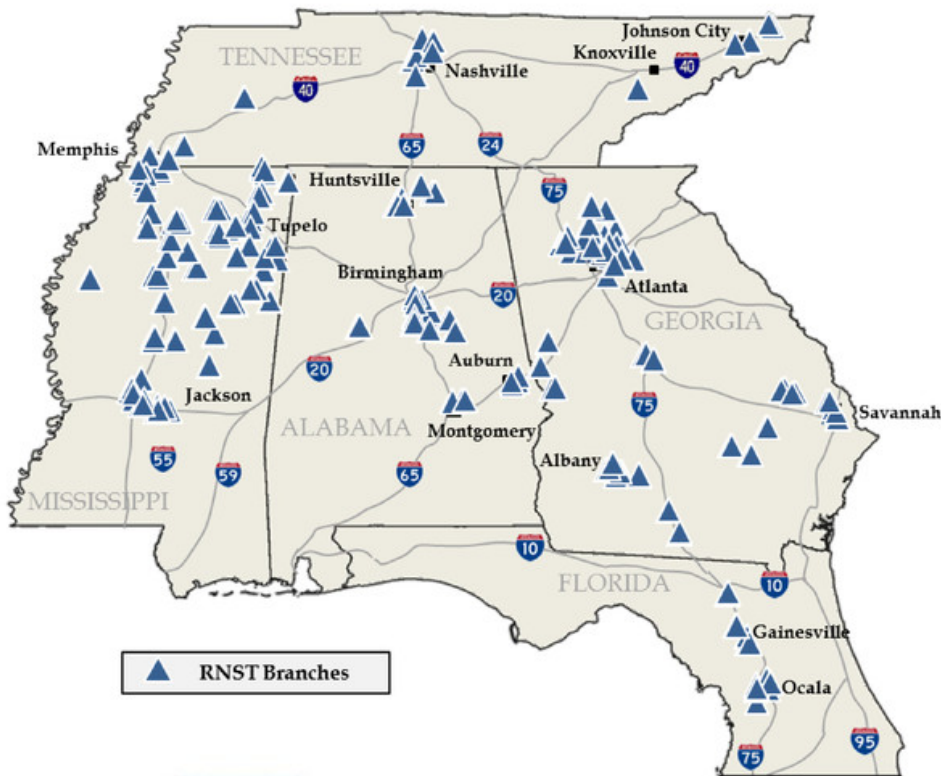 Johnson City
TENNESSEE
Knoxville
40
Nashville
40
65
24
Memphis
Huntsville
75
Tupelo
Birmingham
20
Atlanta
GEORGIA
Auburn
20
Jackson
75
Savannah
ALABAMA
Montgomery
Albany
55
59
65
MISSISSIPPI
10
FLORIDA
10
Gainesville
RNST Branches
Ocala
95
75